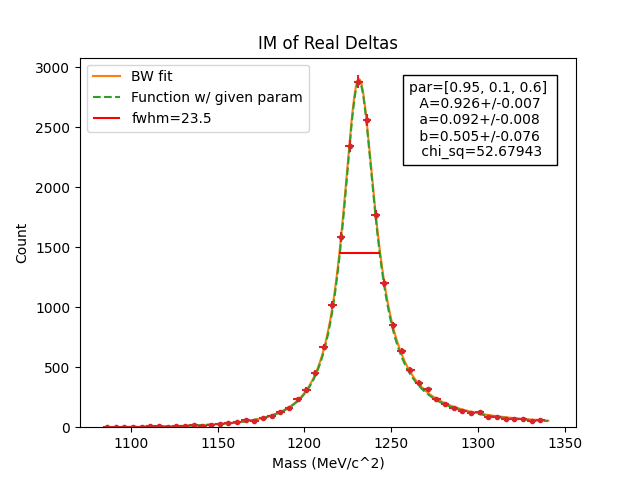 IM of Real Deltas
BW fit
Function w/ given param
fwhm=23.5
par=[0.95, 0.1, 0.6]
A=0.926+/-0.007
a=0.092+/-0.008
b=0.505+/-0.076
chi_sq=52.67943
Count
3000
2500
2000
1500
1000
500
0
1100 1150 1200 1250 1300 1350
Mass (MeV/c^2)